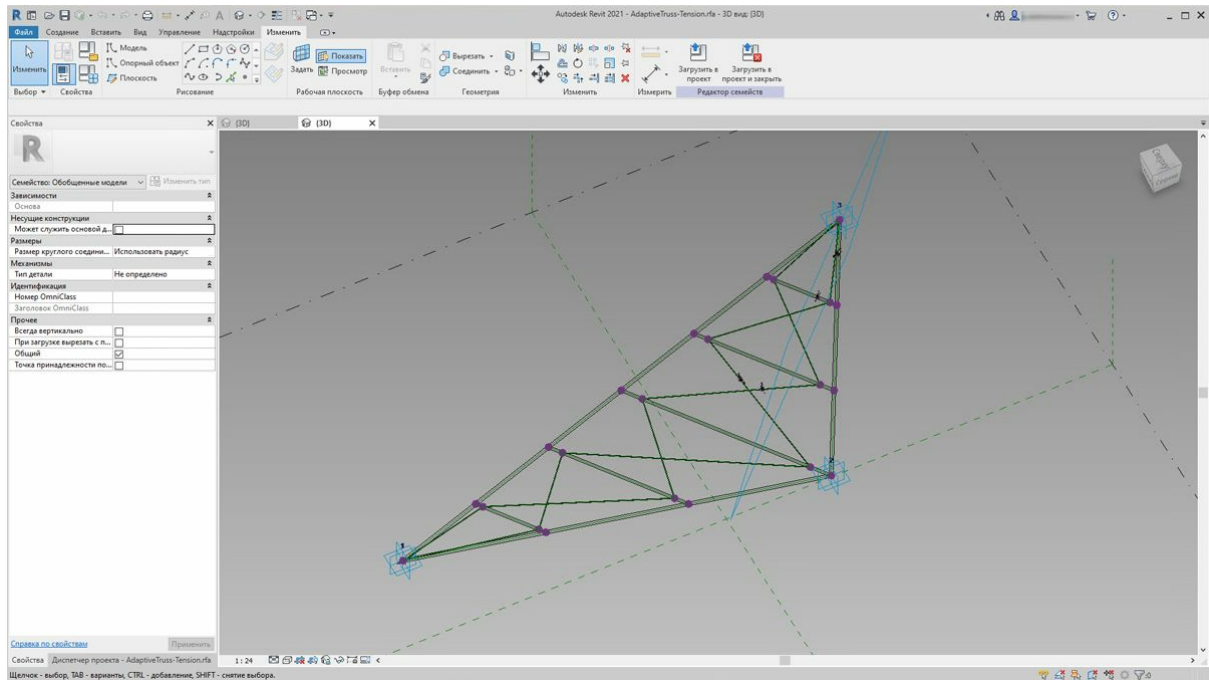 Autodesk Revit 2021 - AdaptiveTruss-Tension.rfa - 3D вид: {3D}
Файл Создание Вставить Вид Управление Надстройки Изменить
Изменить
Модель
Опорный объект
Плоскость
Задать
Показать
Просмотр
Вставить
Вырезать
Соединить
Загрузить в проект
Загрузить в проект и закрыть
Выбор Свойства Рисование Рабочая плоскость Буфер обмена Геометрия Изменить Измерить Редактор семейств
Свойства
{3D} {3D}
R
Семейство: Обобщенные модели Изменить тип
Зависимости
Основа
Несущие конструкции
Может служить основой д...
Размеры
Размер круглого соедини... Использовать радиус
Механизмы
Тип детали Не определено
Идентификация
Номер OmniClass
Заголовок OmniClass
Прочее
Всегда вертикально
При загрузке вырезать с п...
Общий
Точка принадлежности по...
Сверху
3
1
Справка по свойствам Применить
Свойства Диспетчер проекта - AdaptiveTruss-Tension.rfa 1 : 24
Щелчок - выбор, TAB - варианты, CTRL - добавление, SHIFT - снятие выбора. :0